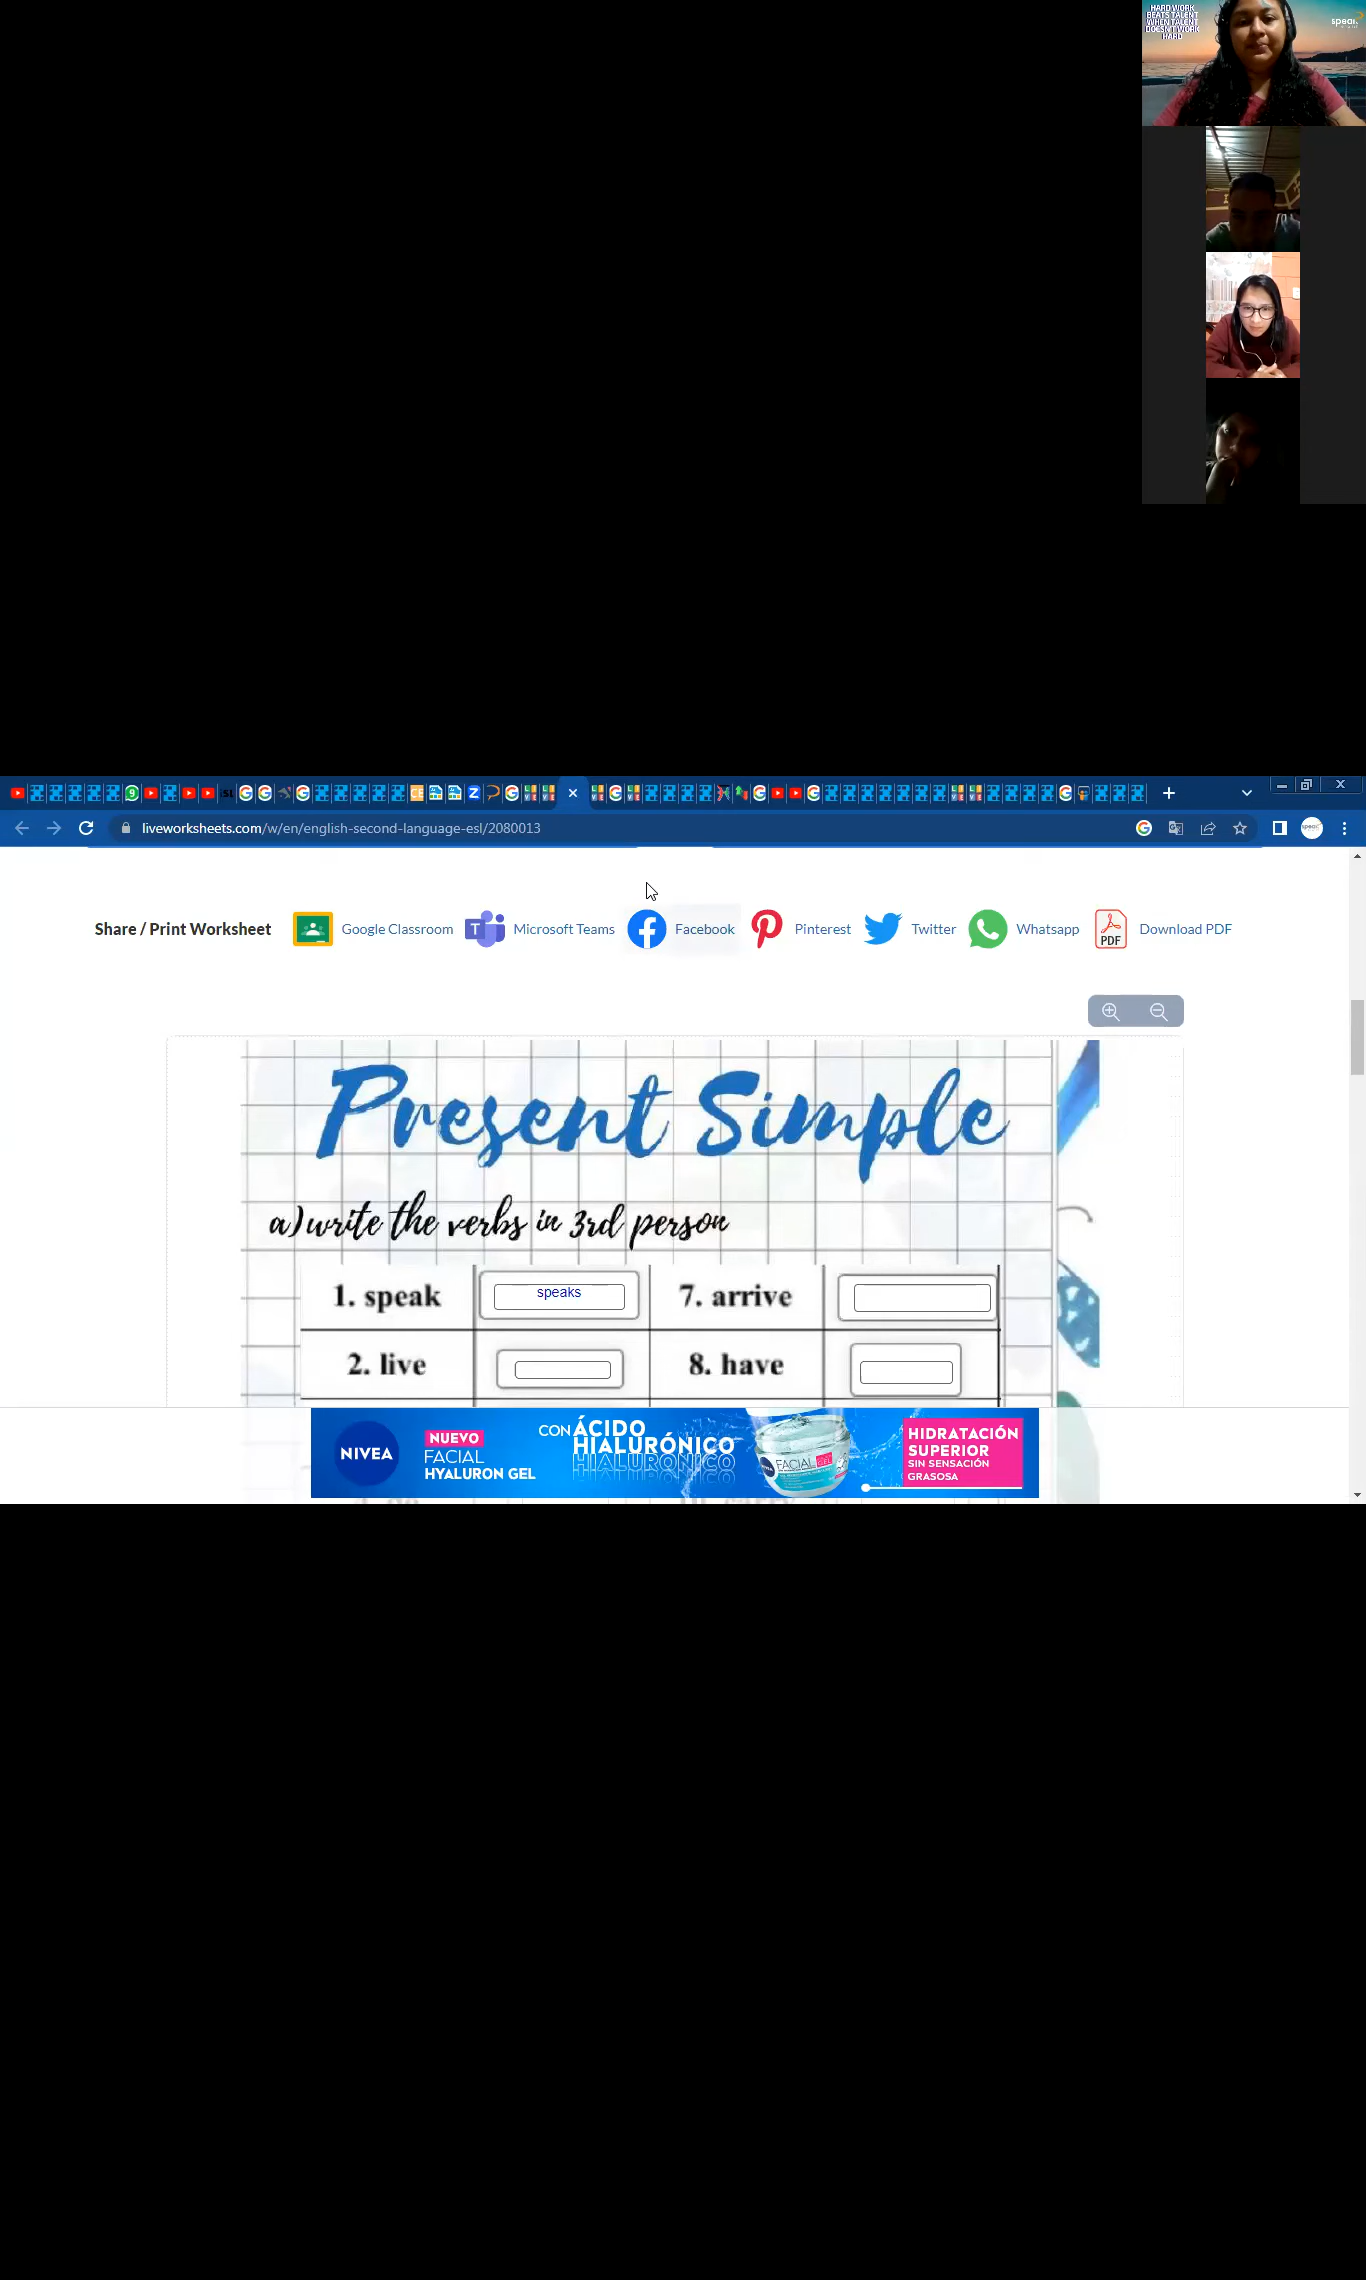 HARD WORK
BEATS TALENT
WHEN TALENT
DOESN'T WORK
HARD
speak
liveworksheets.com/w/en/english-second-language-esl/2080013
Share / Print Worksheet Google Classroom Microsoft Teams Facebook Pinterest Twitter Whatsapp Download PDF
Present Simple
a) write the verbs in 3rd person
1. speak speaks 7. arrive
2. live 8. have
NIVEA
NUEVO
FACIAL
HYALURON GEL
CON ÁCIDO
HIALURÓNICO
HIALURÓNICO
FACIAL
HIDRATACIÓN
SUPERIOR
SIN SENSACIÓN
GRASOSA